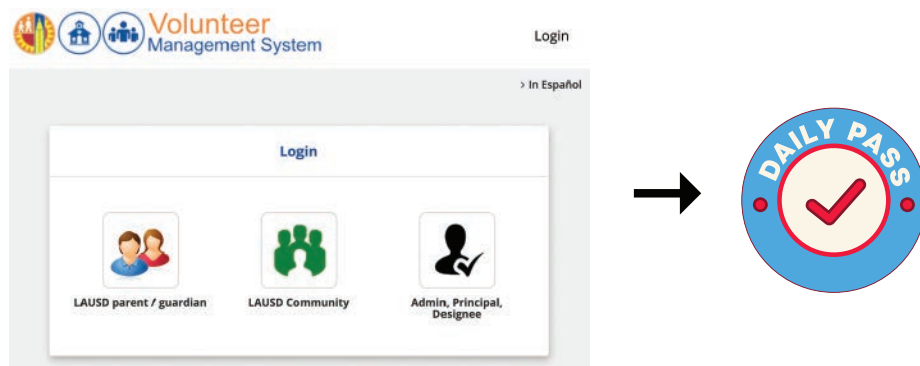 Volunteer
Management System
Login
> In Español
Login
LAUSD parent / guardian
LAUSD Community
Admin, Principal,
Designee
DAILY PASS